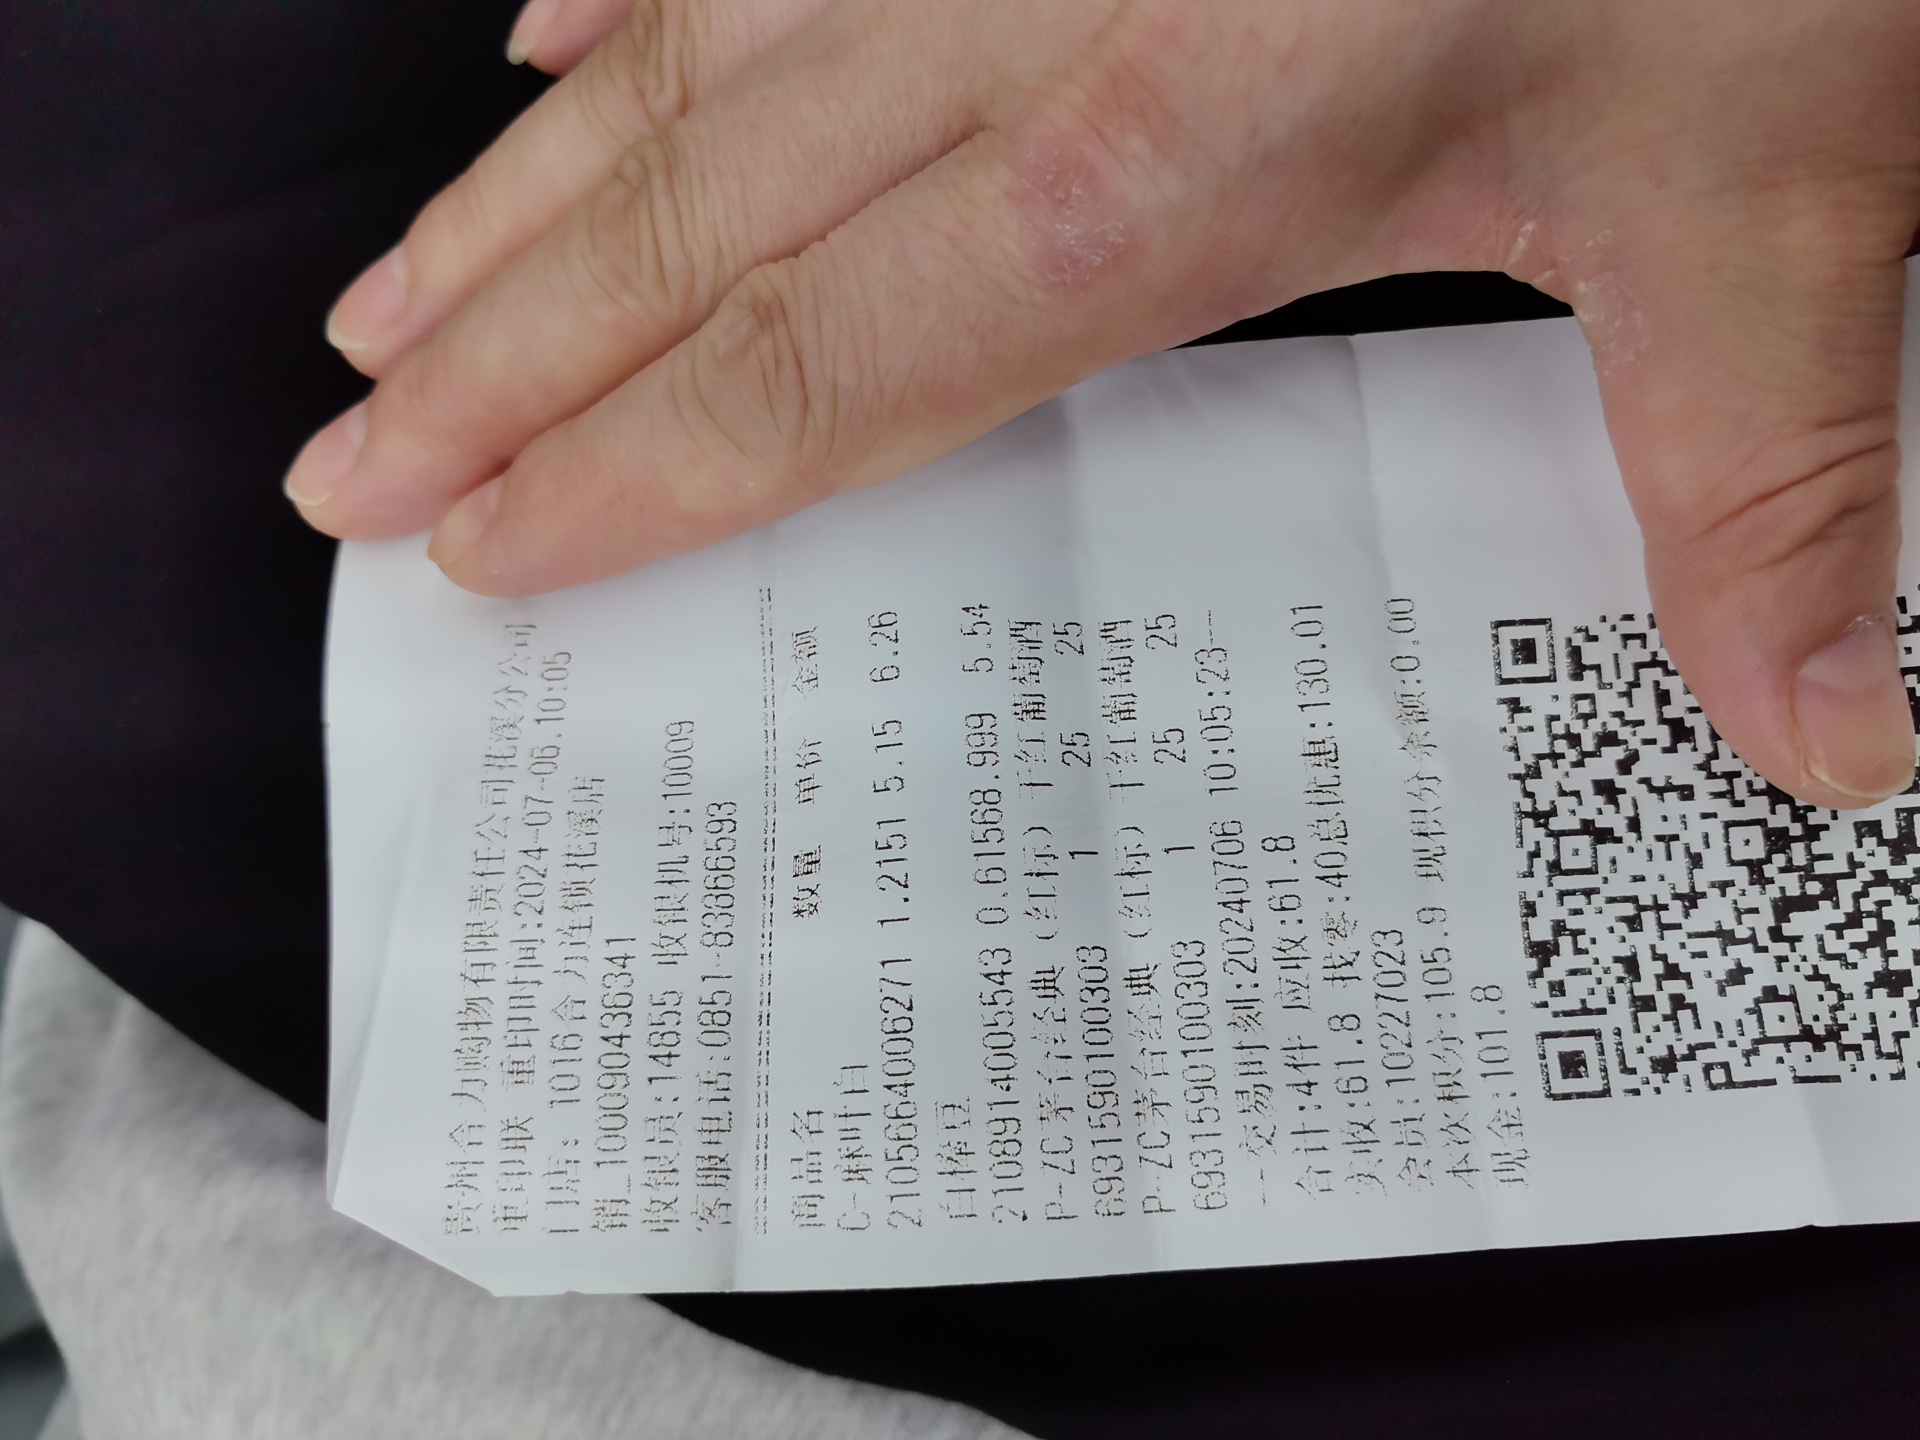 贵州合力购物有限责任公司花溪分公司
重印联 重印时间:2024-07-06.10:05
门店: 1016合力连锁花溪店
销_100090436341
收银员:14855 收银机号:10009
客服电话:0851-83866593
商品名 数量 单价 金额
C-麻叶白
2105664006271 1.2151 5.15 6.26
白棒豆
2108914005543 0.61568.999 5.54
P-ZC茅台经典（红标）干红葡萄酒
6931590100303 1 25 25
P-ZC茅台经典（红标）干红葡萄酒
6931590100303 1 25 25
---交易时刻:20240706 10:05:23--
合计:4件 应收:61.8
实收:61.8 找零:40总优惠:130.01
会员:10227023
本次积分:105.9 现积分余额:0.00
现金:101.8